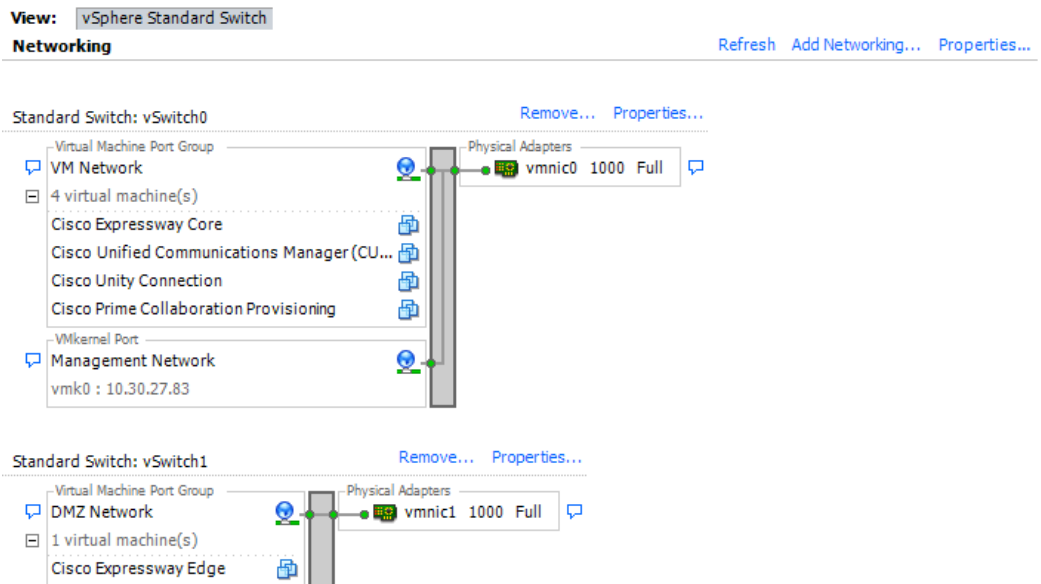 View: vSphere Standard Switch
Networking Refresh Add Networking... Properties...
Standard Switch: vSwitch0 Remove... Properties...
Virtual Machine Port Group Physical Adapters
VM Network vmnic0 1000 Full
4 virtual machine(s)
Cisco Expressway Core
Cisco Unified Communications Manager (CU...
Cisco Unity Connection
Cisco Prime Collaboration Provisioning
VMkernel Port
Management Network
vmk0 : 10.30.27.83
Standard Switch: vSwitch1 Remove... Properties...
Virtual Machine Port Group Physical Adapters
DMZ Network vmnic1 1000 Full
1 virtual machine(s)
Cisco Expressway Edge